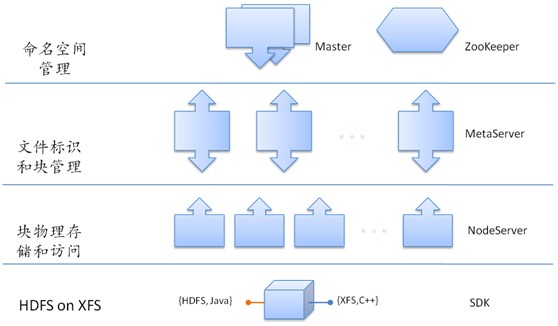 命名空间
管理
Master
ZooKeeper
文件标识
和块管理
MetaServer
块物理存
储和访问
NodeServer
HDFS on XFS
{HDFS, Java}
{XFS,C++}
SDK